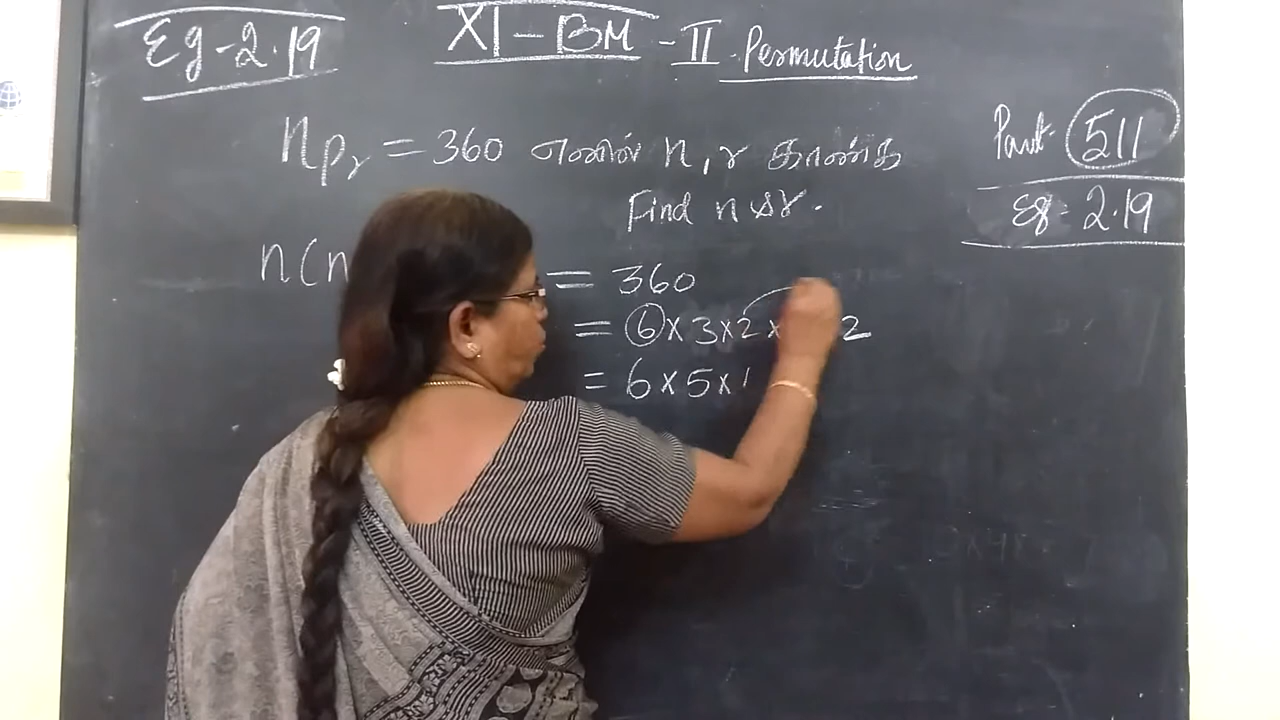 Eg-2.19
XI-BM-II Permutation
nPr = 360 எனில் n, r காண்க
Part 511
Eg-2.19
Find n & r.
n(n = 360
= 6×3×2× 2
= 6×5×